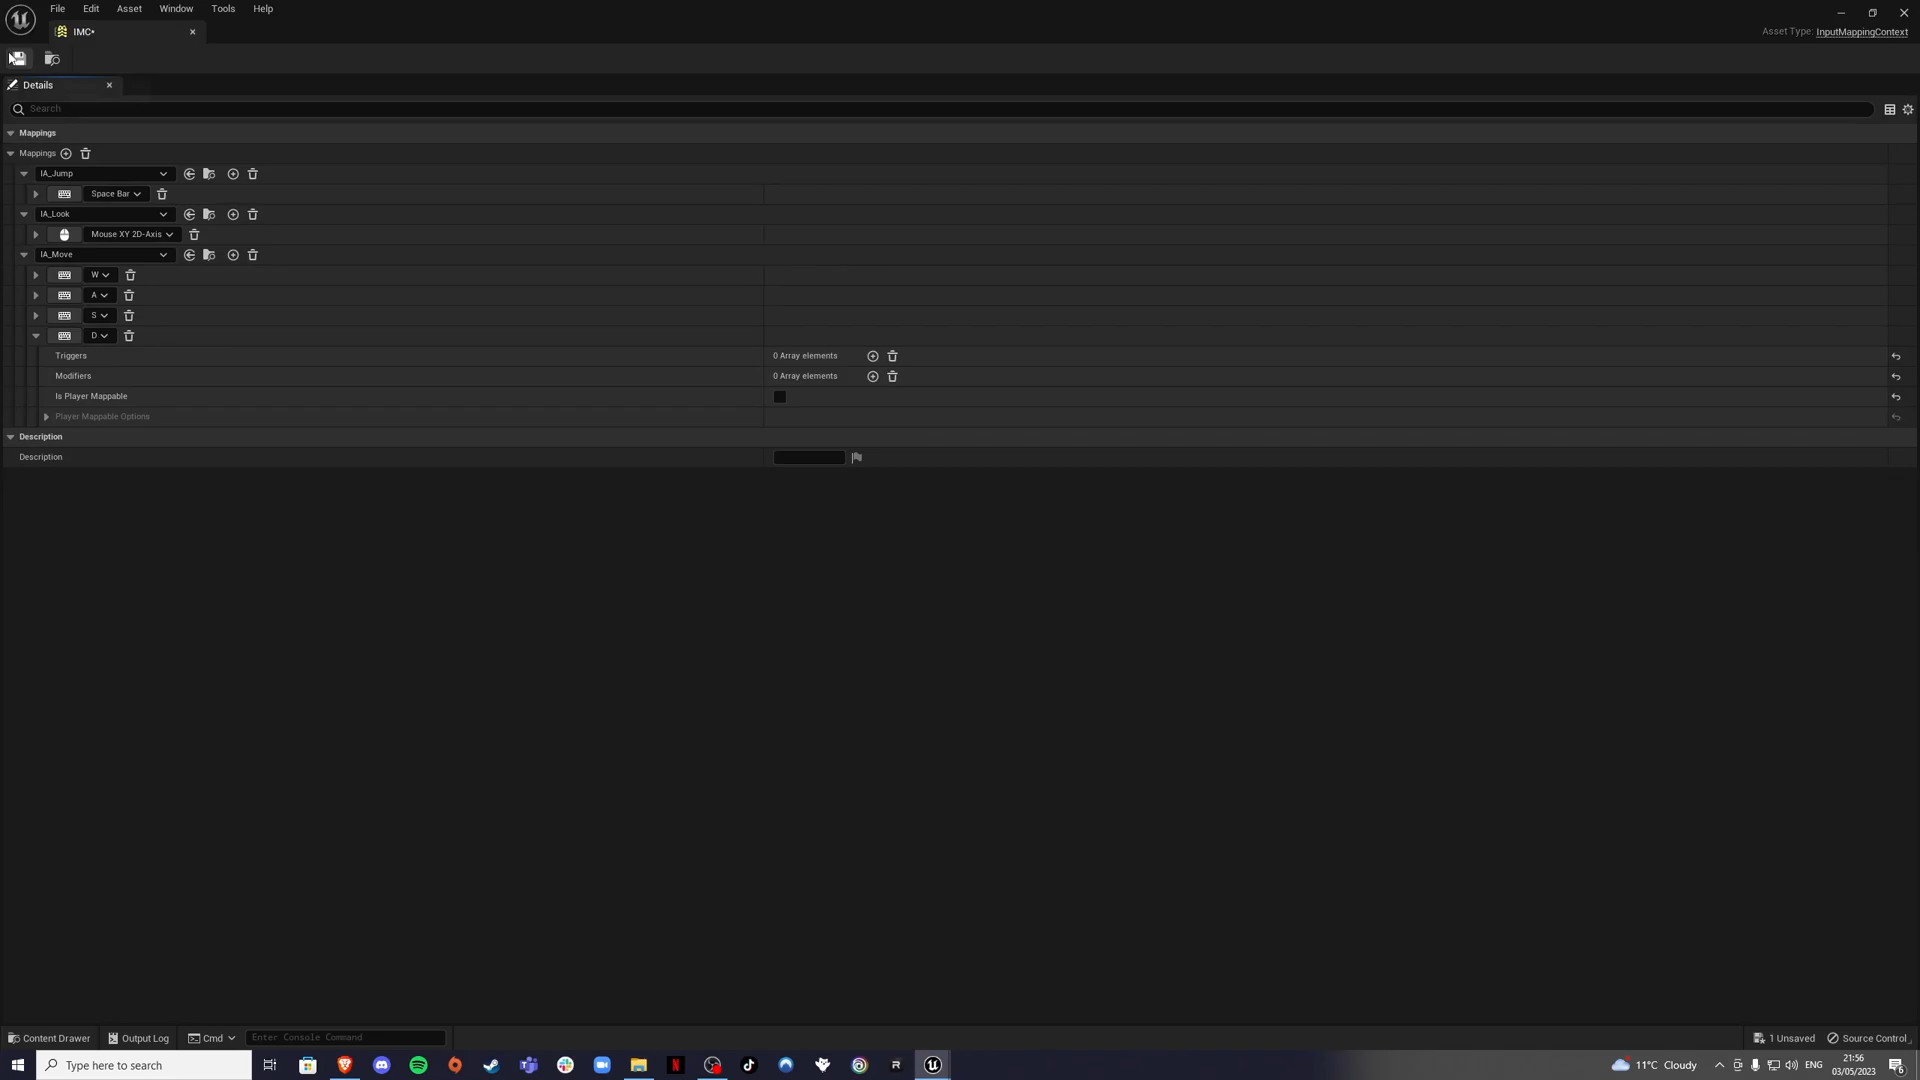 File Edit Asset Window Tools Help
IMC•
Asset Type: InputMappingContext
Details
Search
Mappings
Mappings
IA_Jump
Space Bar
IA_Look
Mouse XY 2D-Axis
IA_Move
W
A
S
D
Triggers 0 Array elements
Modifiers 0 Array elements
Is Player Mappable
Player Mappable Options
Description
Description
Content Drawer Output Log Cmd Enter Console Command 1 Unsaved Source Control
Type here to search 11°C Cloudy ENG 21:56
03/05/2023 6